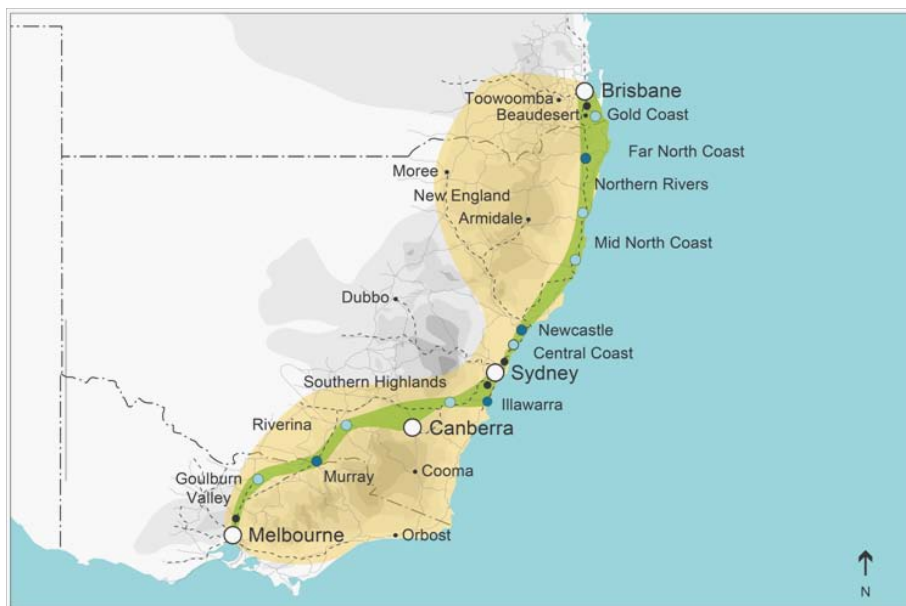 Brisbane
Toowoomba
Beaudesert
Gold Coast
Far North Coast
Moree
Northern Rivers
New England
Armidale
Mid North Coast
Dubbo
Newcastle
Central Coast
Sydney
Southern Highlands
Illawarra
Riverina
Canberra
Cooma
Goulburn
Valley
Murray
Melbourne
Orbost
N